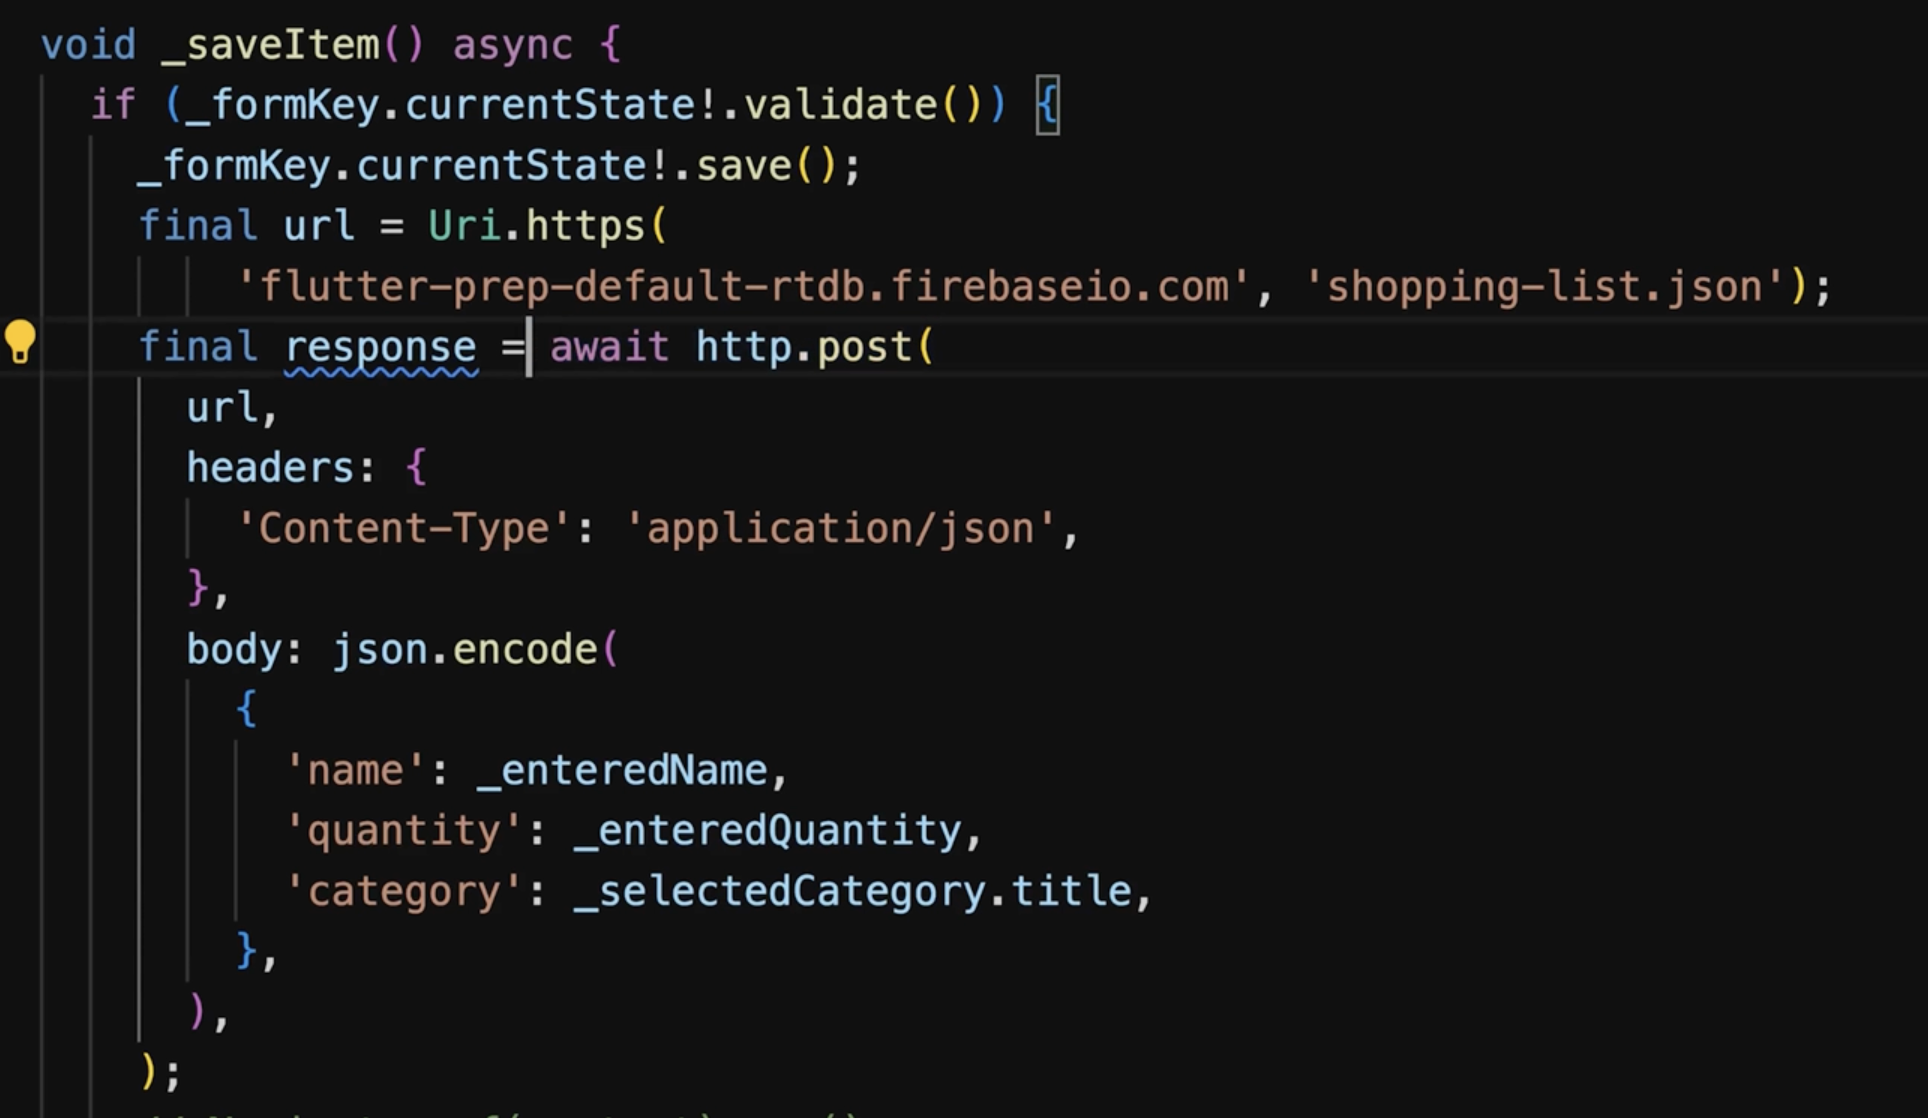 void _saveItem() async {
if (_formKey.currentState!.validate()) {
_formKey.currentState!.save();
final url = Uri.https(
'flutter-prep-default-rtdb.firebaseio.com', 'shopping-list.json');
final response = await http.post(
url,
headers: {
'Content-Type': 'application/json',
},
body: json.encode(
{
'name': _enteredName,
'quantity': _enteredQuantity,
'category': _selectedCategory.title,
},
),
);